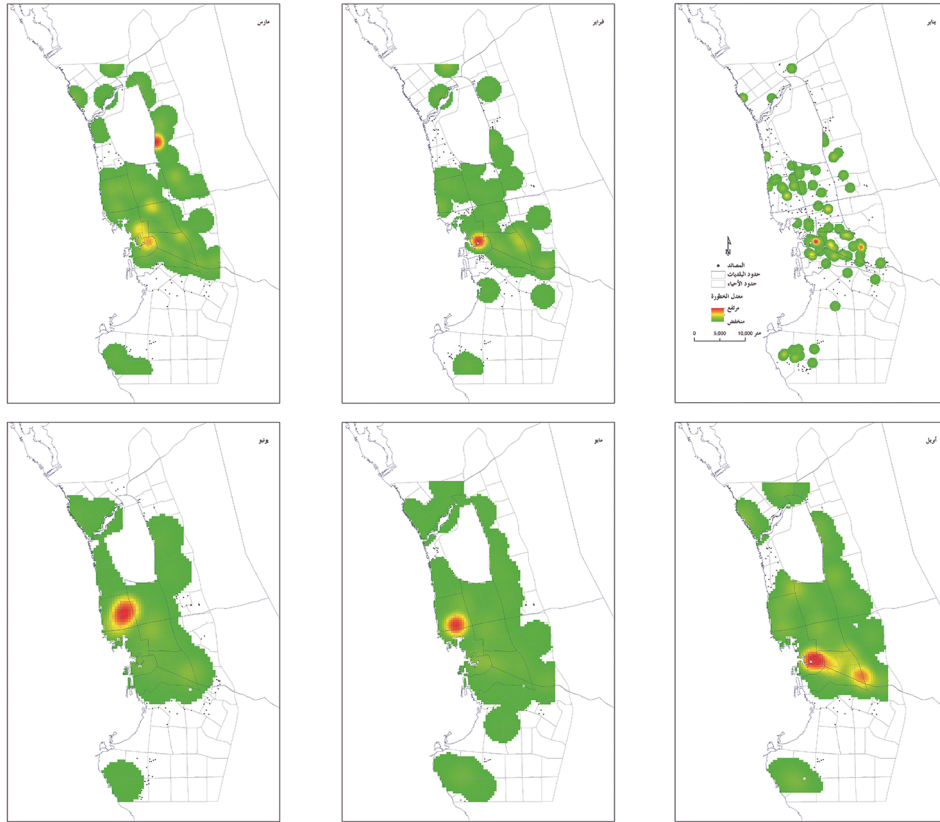 يناير
فبراير
مارس
N
المصائد
حدود البلديات
حدود الأحياء
معدل الخطورة
مرتفع
منخفض
0 5,000 10,000 متر
أبريل
مايو
يونيو